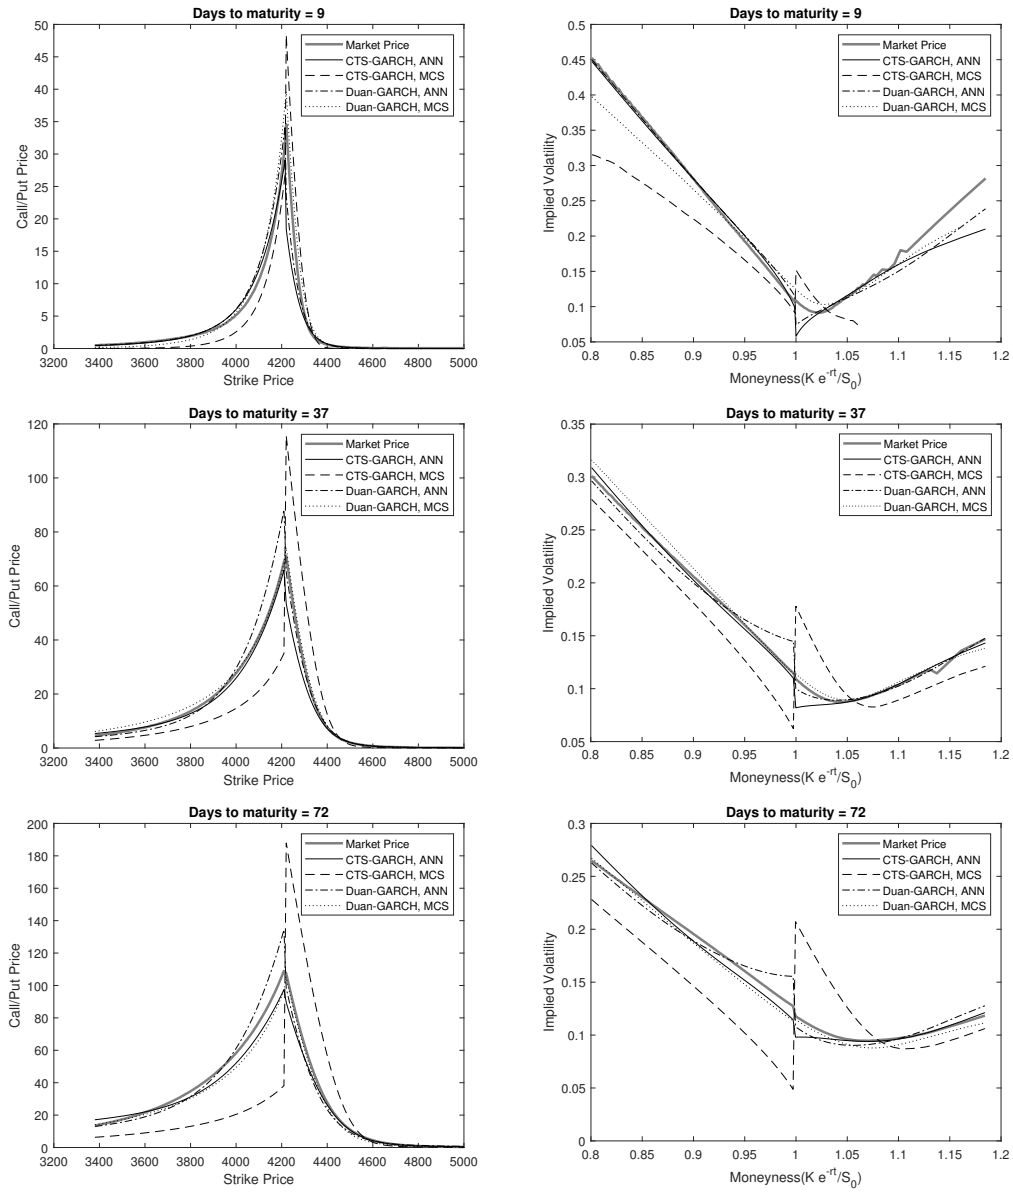 Days to maturity = 9
50
45
40
35
30
25
20
15
10
5
0
Call/Put Price
3200 3400 3600 3800 4000 4200 4400 4600 4800 5000
Strike Price
Market Price
CTS-GARCH, ANN
CTS-GARCH, MCS
Duan-GARCH, ANN
Duan-GARCH, MCS
Days to maturity = 9
0.5
0.45
0.4
0.35
0.3
0.25
0.2
0.15
0.1
0.05
Implied Volatility
0.8 0.85 0.9 0.95 1 1.05 1.1 1.15 1.2
Moneyness(K e^-rt/S_0)
Market Price
CTS-GARCH, ANN
CTS-GARCH, MCS
Duan-GARCH, ANN
Duan-GARCH, MCS
Days to maturity = 37
120
100
80
60
40
20
0
Call/Put Price
3200 3400 3600 3800 4000 4200 4400 4600 4800 5000
Strike Price
Market Price
CTS-GARCH, ANN
CTS-GARCH, MCS
Duan-GARCH, ANN
Duan-GARCH, MCS
Days to maturity = 37
0.35
0.3
0.25
0.2
0.15
0.1
0.05
Implied Volatility
0.8 0.85 0.9 0.95 1 1.05 1.1 1.15 1.2
Moneyness(K e^-rt/S_0)
Market Price
CTS-GARCH, ANN
CTS-GARCH, MCS
Duan-GARCH, ANN
Duan-GARCH, MCS
Days to maturity = 72
200
180
160
140
120
100
80
60
40
20
0
Call/Put Price
3200 3400 3600 3800 4000 4200 4400 4600 4800 5000
Strike Price
Market Price
CTS-GARCH, ANN
CTS-GARCH, MCS
Duan-GARCH, ANN
Duan-GARCH, MCS
Days to maturity = 72
0.3
0.25
0.2
0.15
0.1
0.05
0
Implied Volatility
0.8 0.85 0.9 0.95 1 1.05 1.1 1.15 1.2
Moneyness(K e^-rt/S_0)
Market Price
CTS-GARCH, ANN
CTS-GARCH, MCS
Duan-GARCH, ANN
Duan-GARCH, MCS